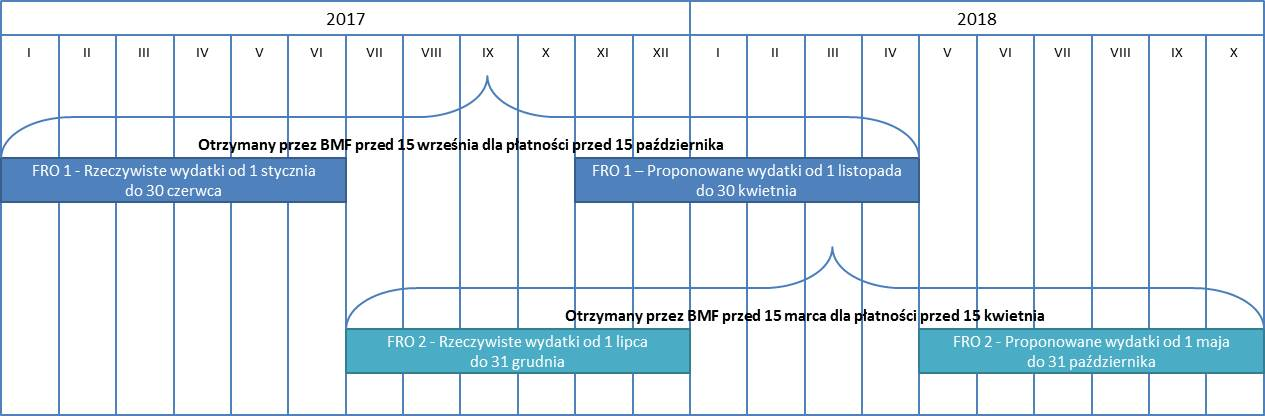 2017 2018
I II III IV V VI VII VIII IX X XI XII I II III IV V VI VII VIII IX X
Otrzymany przez BMF przed 15 września dla płatności przed 15 października
FRO 1 - Rzeczywiste wydatki od 1 stycznia
do 30 czerwca
FRO 1 – Proponowane wydatki od 1 listopada
do 30 kwietnia
Otrzymany przez BMF przed 15 marca dla płatności przed 15 kwietnia
FRO 2 - Rzeczywiste wydatki od 1 lipca
do 31 grudnia
FRO 2 - Proponowane wydatki od 1 maja
do 31 października